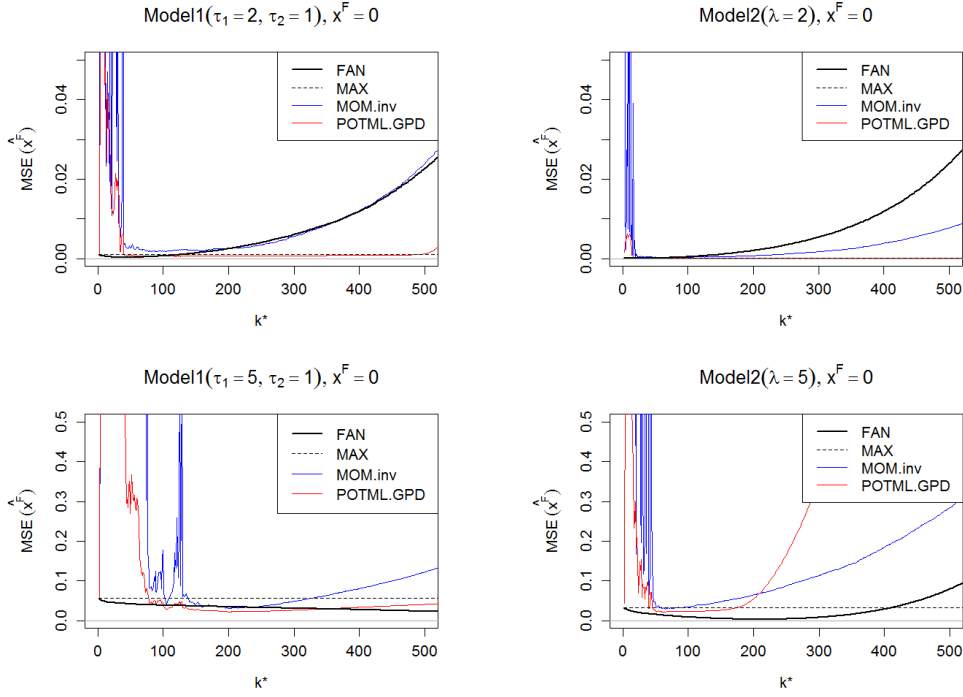 Model1(τ₁ = 2, τ₂ = 1), x^F = 0
MSE (x̂^F)
0.00 0.02 0.04
FAN
MAX
MOM.inv
POTML.GPD
0 100 200 300 400 500
k*
Model2(λ = 2), x^F = 0
MSE (x̂^F)
0.00 0.02 0.04
FAN
MAX
MOM.inv
POTML.GPD
0 100 200 300 400 500
k*
Model1(τ₁ = 5, τ₂ = 1), x^F = 0
MSE (x̂^F)
0.0 0.1 0.2 0.3 0.4 0.5
FAN
MAX
MOM.inv
POTML.GPD
0 100 200 300 400 500
k*
Model2(λ = 5), x^F = 0
MSE (x̂^F)
0.0 0.1 0.2 0.3 0.4 0.5
FAN
MAX
MOM.inv
POTML.GPD
0 100 200 300 400 500
k*